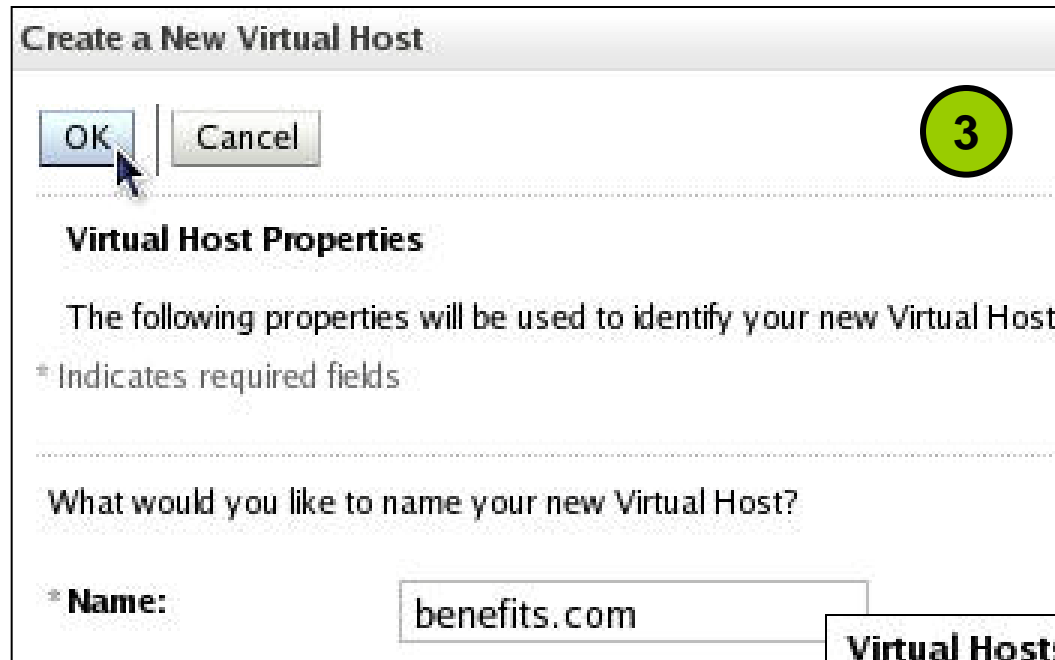 Create a New Virtual Host
OK Cancel
3
Virtual Host Properties
The following properties will be used to identify your new Virtual Host
* Indicates required fields
What would you like to name your new Virtual Host?
* Name: benefits.com
Virtual Hosts